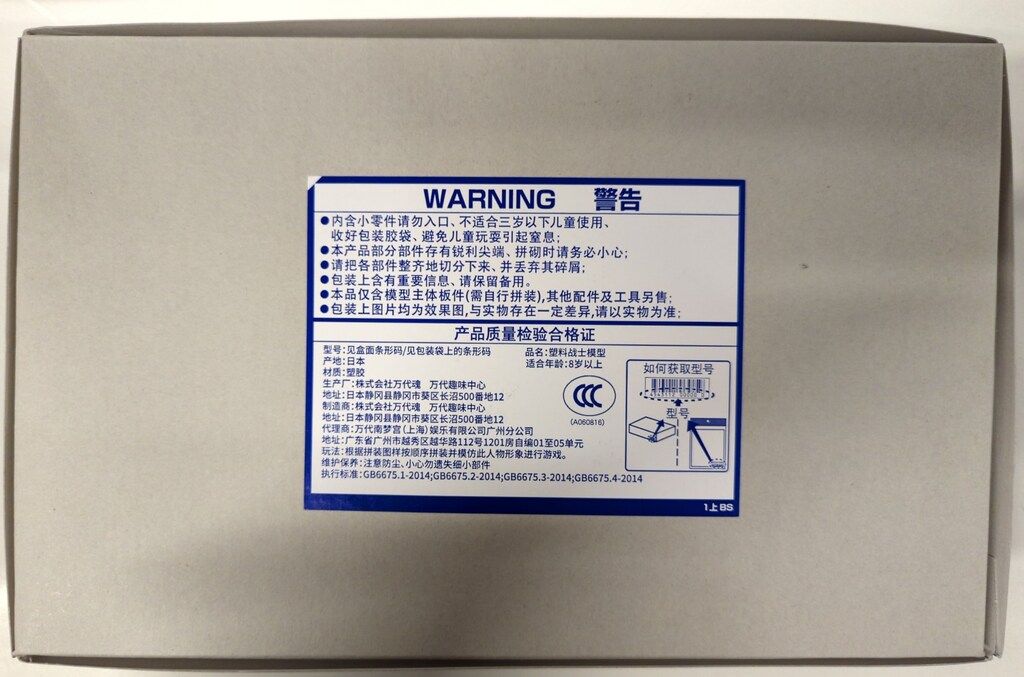 WARNING 警告
●内含小零件请勿入口、不适合三岁以下儿童使用、
收好包装胶袋、避免儿童玩耍引起窒息；
●本产品部分部件存有锐利尖端、拼砌时请务必小心；
●请把各部件整齐地切分下来、并丢弃其碎屑；
●包装上含有重要信息、请保留备用。
●本品仅含模型主体板件(需自行拼装),其他配件及工具另售；
●包装上图片均为效果图,与实物存在一定差异,请以实物为准；
产品质量检验合格证
型号:见盒面条形码/见包装袋上的条形码
品名:塑料战士模型
产地:日本
适合年龄:8岁以上
材质:塑胶
生产厂:株式会社万代魂 万代趣味中心
地址:日本静冈县静冈市葵区长沼500番地12
制造商:株式会社万代魂 万代趣味中心
地址:日本静冈县静冈市葵区长沼500番地12
代理商:万代南梦宫(上海)娱乐有限公司广州分公司
地址:广东省广州市越秀区越华路112号1201房自编01至05单元
玩法:根据拼装图样按顺序拼装并模仿此人物形象进行游戏。
维护保养:注意防尘、小心勿遗失细小部件
执行标准:GB6675.1-2014;GB6675.2-2014;GB6675.3-2014;GB6675.4-2014
CCC
(A060816)
如何获取型号
型号
1上 BS